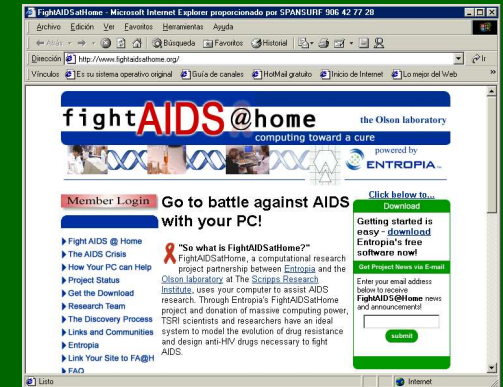 FightAIDSatHome - Microsoft Internet Explorer proporcionado por SPANSURF 906 42 77 28
Archivo Edición Ver Favoritos Herramientas Ayuda
Atrás Búsqueda Favoritos Historial
Dirección http://www.fightaidsathome.org/ Ir
Vínculos Es su sistema operativo original Guía de canales HotMail gratuito Inicio de Internet Lo mejor del Web
fightAIDS@home
computing toward a cure
the Olson laboratory
powered by
ENTROPIA
Member Login
Fight AIDS @ Home
The AIDS Crisis
How Your PC can Help
Project Status
Get the Download
Research Team
The Discovery Process
Links and Communities
Entropia
Link Your Site to FA@H
FAQ
Go to battle against AIDS
with your PC!
"So what is FightAIDSatHome?"
FightAIDSatHome, a computational research
project partnership between Entropia and the
Olson laboratory at The Scripps Research
Institute, uses your computer to assist AIDS
research. Through Entropia's FightAIDSatHome
project and donation of massive computing power,
TSRI scientists and researchers have an ideal
system to model the evolution of drug resistance
and design anti-HIV drugs necessary to fight
AIDS.
Click below to...
Download
Getting started is
easy - download
Entropia's free
software now!
Get Project News via E-mail
Enter your email address
below to receive
FightAIDS@Home news
and announcements!
submit
Listo Internet